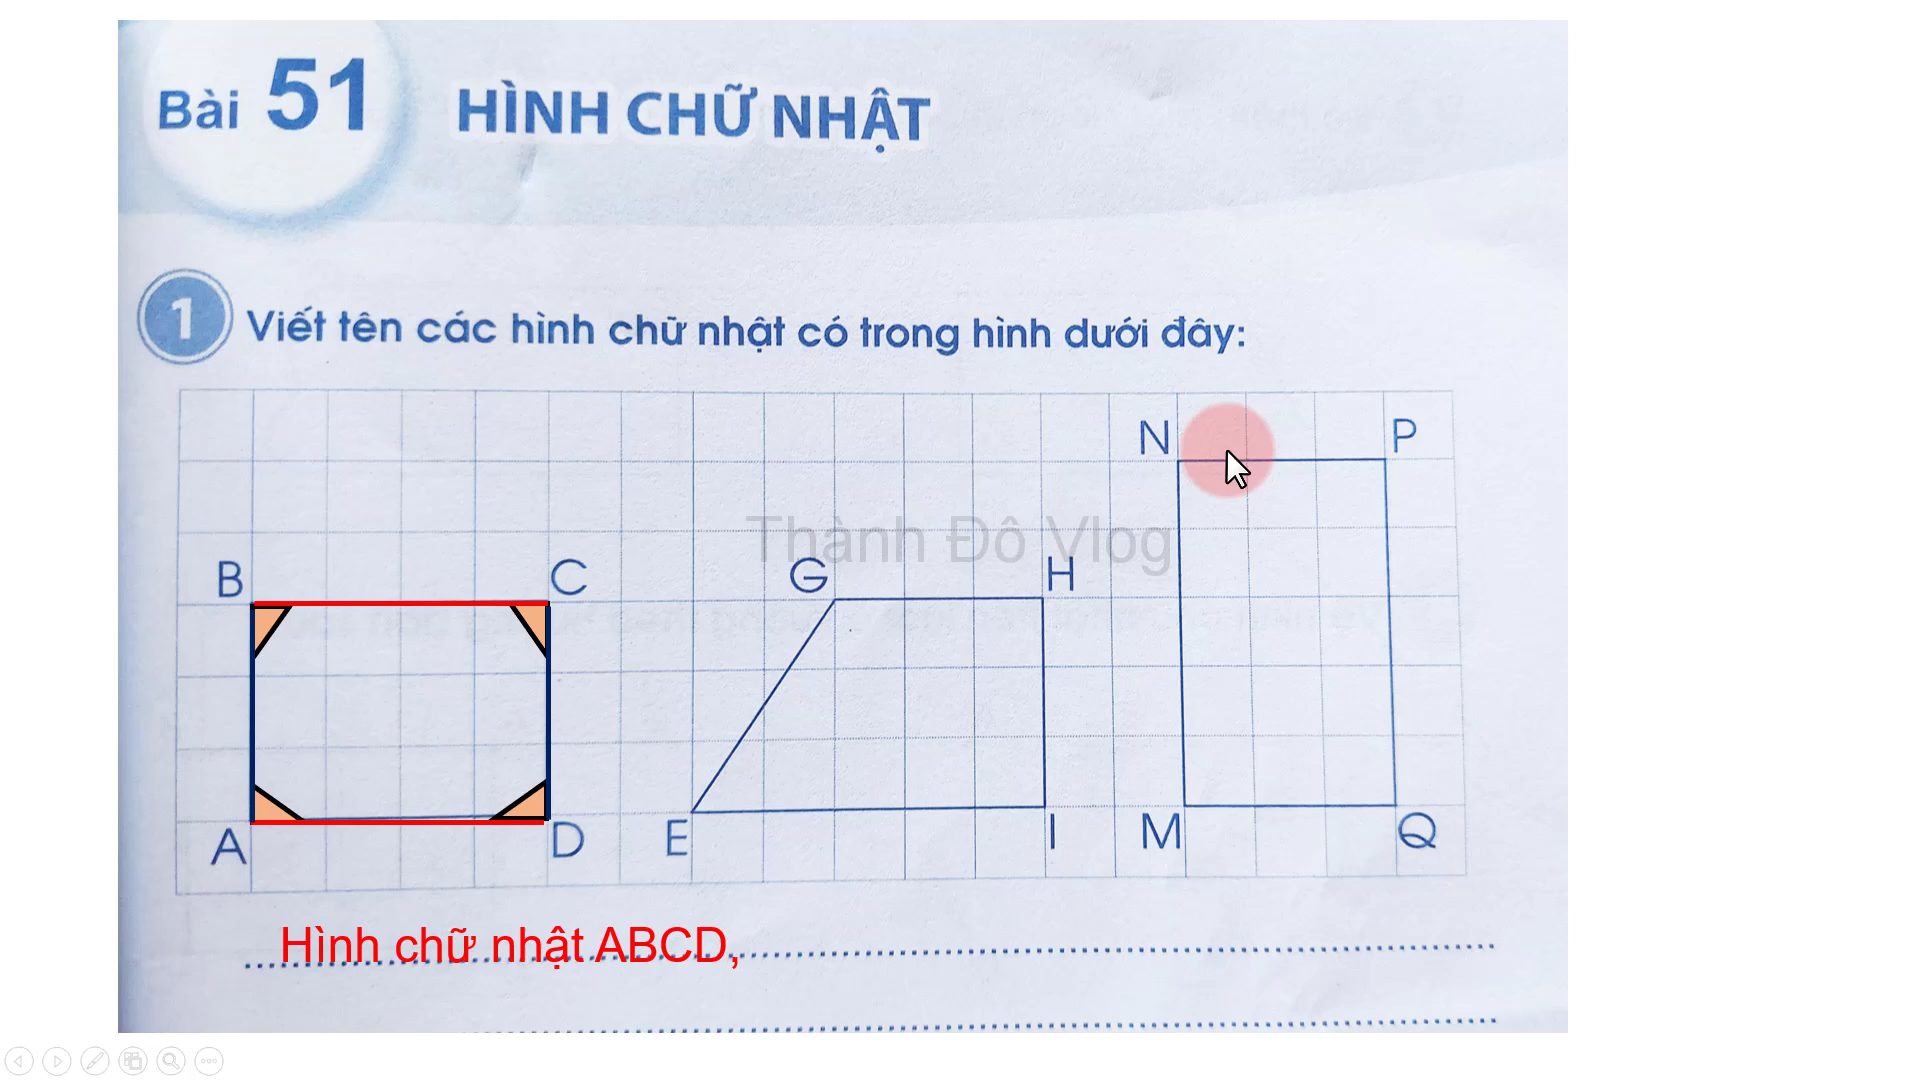 Bài 51 HÌNH CHỮ NHẬT
1 Viết tên các hình chữ nhật có trong hình dưới đây:
N P
Thành Đô Vlog
B C G H
A D E I M Q
Hình chữ nhật ABCD,